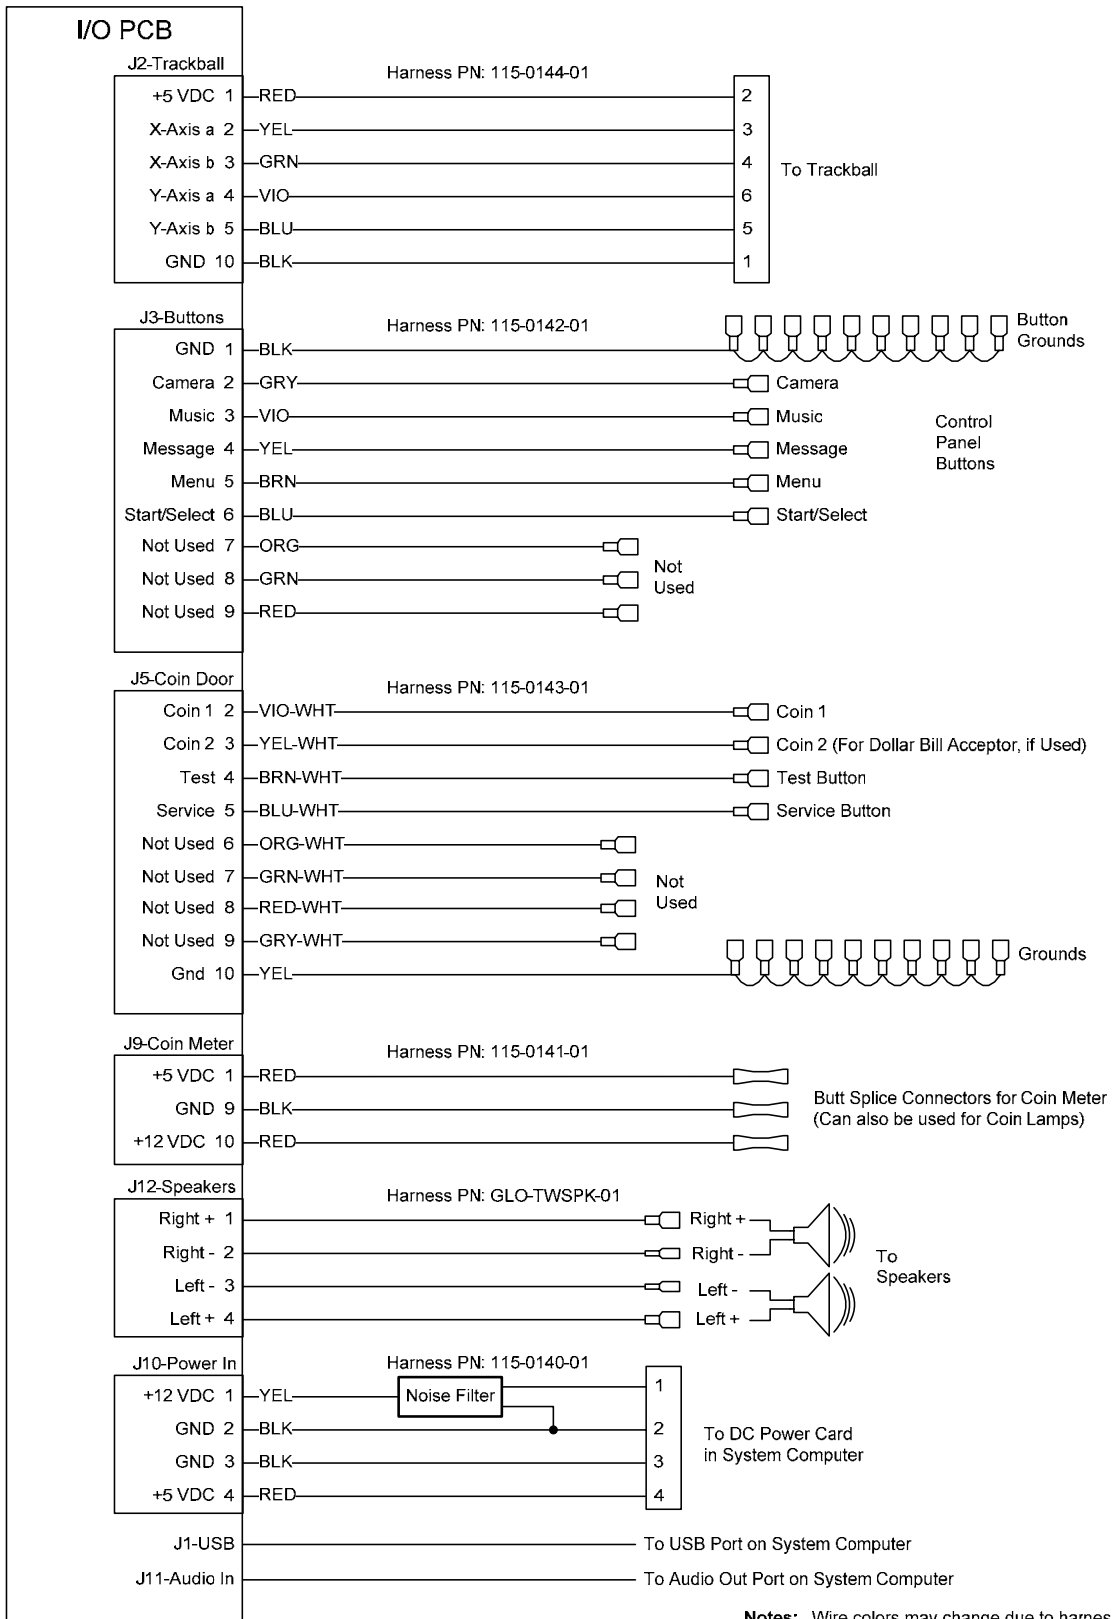 I/O PCB
J2-Trackball
Harness PN: 115-0144-01
+5 VDC 1 RED 2
X-Axis a 2 YEL 3
X-Axis b 3 GRN 4
To Trackball
Y-Axis a 4 VIO 6
Y-Axis b 5 BLU 5
GND 10 BLK 1
J3-Buttons
Harness PN: 115-0142-01
Button
Grounds
GND 1 BLK
Camera 2 GRY Camera
Music 3 VIO Music
Control
Panel
Buttons
Message 4 YEL Message
Menu 5 BRN Menu
Start/Select 6 BLU Start/Select
Not Used 7 ORG
Not Used 8 GRN
Not
Used
Not Used 9 RED
J5-Coin Door
Harness PN: 115-0143-01
Coin 1 2 VIO-WHT Coin 1
Coin 2 3 YEL-WHT Coin 2 (For Dollar Bill Acceptor, if Used)
Test 4 BRN-WHT Test Button
Service 5 BLU-WHT Service Button
Not Used 6 ORG-WHT
Not Used 7 GRN-WHT
Not
Used
Not Used 8 RED-WHT
Not Used 9 GRY-WHT
Grounds
Gnd 10 YEL
J9-Coin Meter
Harness PN: 115-0141-01
+5 VDC 1 RED
GND 9 BLK
+12 VDC 10 RED
Butt Splice Connectors for Coin Meter
(Can also be used for Coin Lamps)
J12-Speakers
Harness PN: GLO-TWSPK-01
Right + 1 Right +
Right - 2 Right -
To
Speakers
Left - 3 Left -
Left + 4 Left +
J10-Power In
Harness PN: 115-0140-01
+12 VDC 1 YEL Noise Filter 1
GND 2 BLK 2
To DC Power Card
in System Computer
GND 3 BLK 3
+5 VDC 4 RED 4
J1-USB To USB Port on System Computer
J11-Audio In To Audio Out Port on System Computer
Notes: Wire colors may change due to harnes